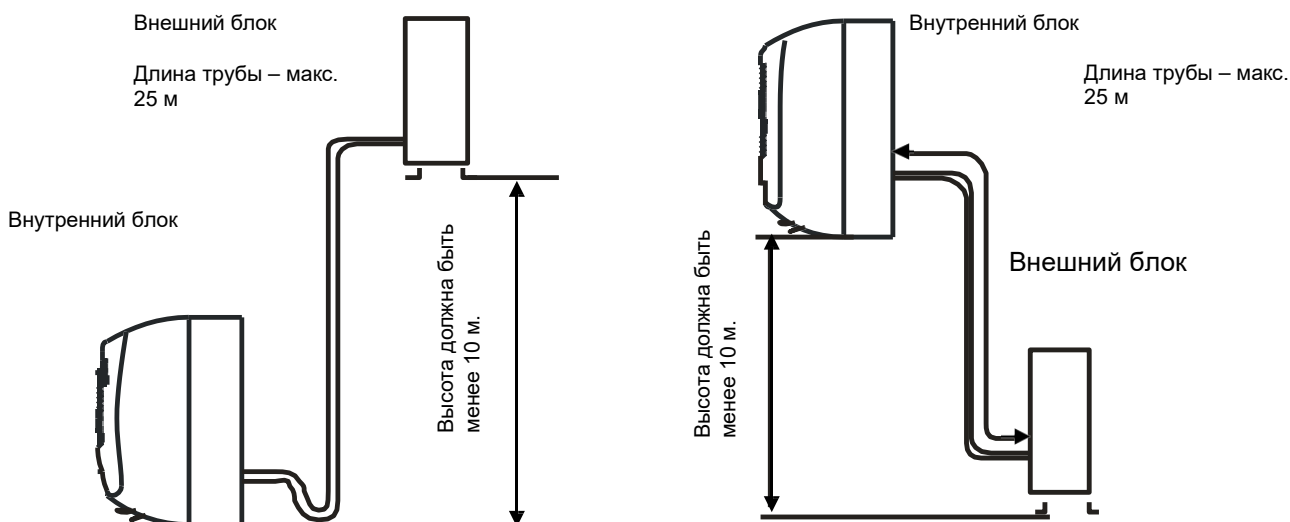 Внешний блок
Длина трубы – макс.
25 м
Внутренний блок
Высота должна быть
менее 10 м.
Внутренний блок
Длина трубы – макс.
25 м
Внешний блок
Высота должна быть
менее 10 м.